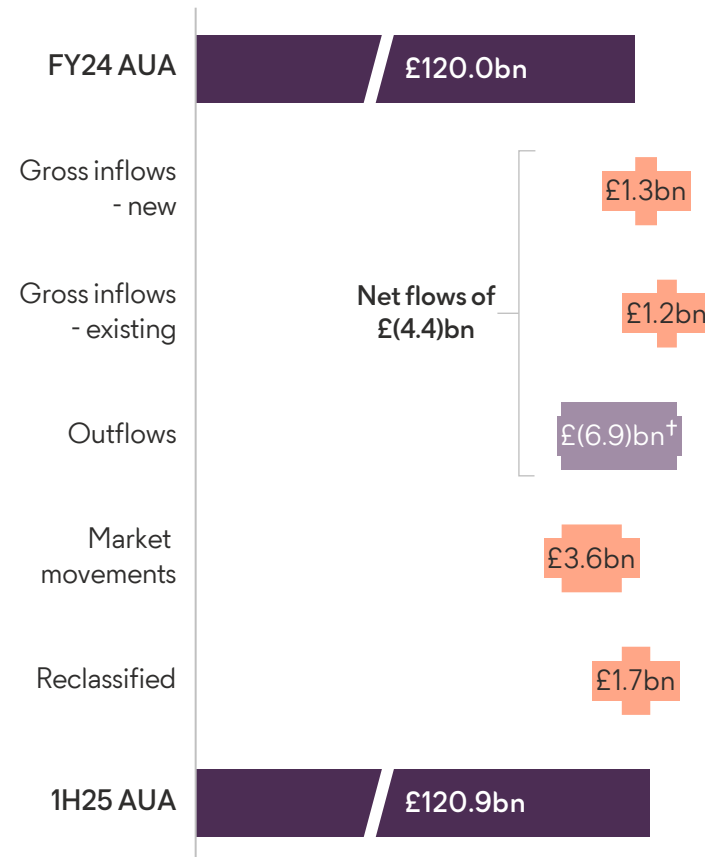 FY24 AUA
£120.0bn
Gross inflows
- new
£1.3bn
Gross inflows
- existing
£1.2bn
Net flows of
£(4.4)bn
Outflows
£(6.9)bn†
Market
movements
£3.6bn
Reclassified
£1.7bn
1H25 AUA
£120.9bn